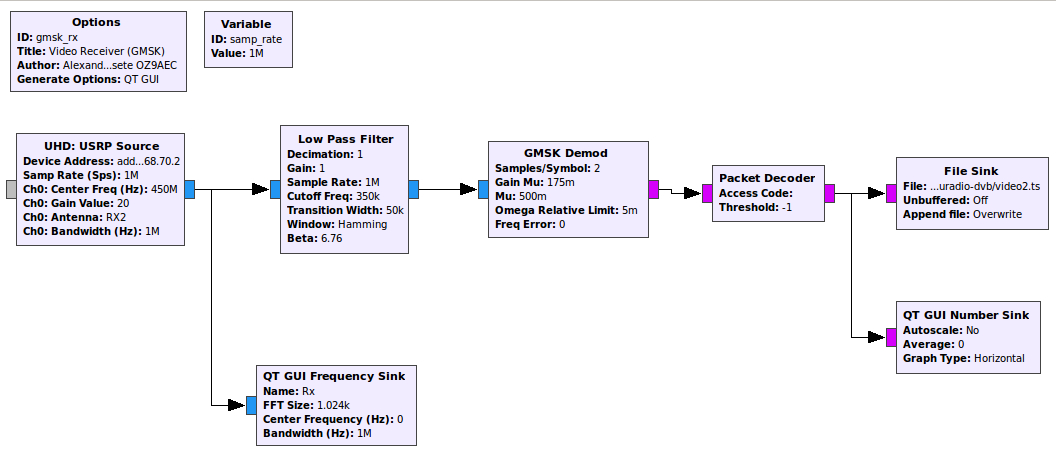 Options
ID: gmsk_rx
Title: Video Receiver (GMSK)
Author: Alexand...sete OZ9AEC
Generate Options: QT GUI
Variable
ID: samp_rate
Value: 1M
UHD: USRP Source
Device Address: add...68.70.2
Samp Rate (Sps): 1M
Ch0: Center Freq (Hz): 450M
Ch0: Gain Value: 20
Ch0: Antenna: RX2
Ch0: Bandwidth (Hz): 1M
Low Pass Filter
Decimation: 1
Gain: 1
Sample Rate: 1M
Cutoff Freq: 350k
Transition Width: 50k
Window: Hamming
Beta: 6.76
GMSK Demod
Samples/Symbol: 2
Gain Mu: 175m
Mu: 500m
Omega Relative Limit: 5m
Freq Error: 0
Packet Decoder
Access Code:
Threshold: -1
File Sink
File: ...uradio-dvb/video2.ts
Unbuffered: Off
Append file: Overwrite
QT GUI Number Sink
Autoscale: No
Average: 0
Graph Type: Horizontal
QT GUI Frequency Sink
Name: Rx
FFT Size: 1.024k
Center Frequency (Hz): 0
Bandwidth (Hz): 1M